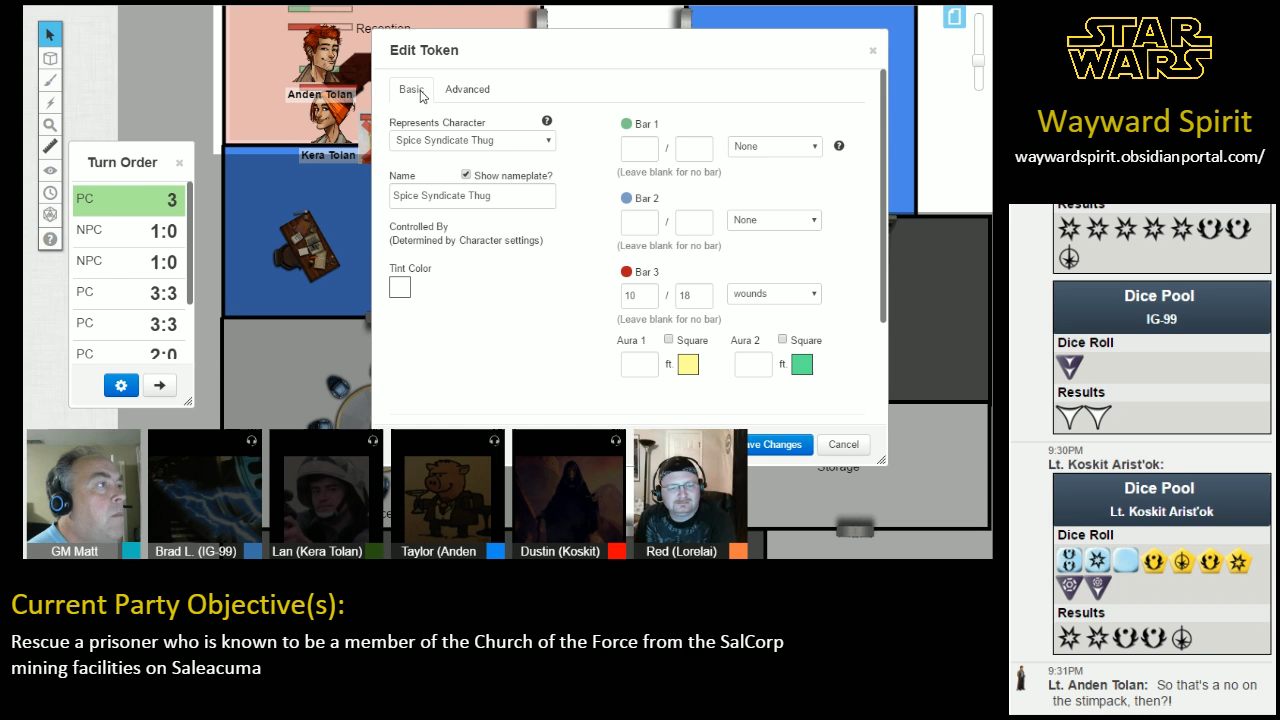 Reception
Anden Tolan
Kera Tolan
Turn Order
×
PC 3
NPC 1:0
NPC 1:0
PC 3:3
PC 3:3
PC 2:0
Edit Token
×
Basic
Advanced
Represents Character
Spice Syndicate Thug
Name
Show nameplate?
Spice Syndicate Thug
Controlled By
(Determined by Character settings)
Tint Color
Bar 1
/
None
(Leave blank for no bar)
Bar 2
/
None
(Leave blank for no bar)
Bar 3
10 / 18
wounds
(Leave blank for no bar)
Aura 1
Square
Aura 2
Square
ft.
ft.
ve Changes
Cancel
Storage
GM Matt
Brad L. (IG-99)
Lan (Kera Tolan)
Taylor (Anden
Dustin (Koskit)
Red (Lorelai)
Current Party Objective(s):
Rescue a prisoner who is known to be a member of the Church of the Force from the SalCorp
mining facilities on Saleacuma
STAR
WARS
Wayward Spirit
waywardspirit.obsidianportal.com/
Results
Dice Pool
IG-99
Dice Roll
Results
9:30PM
Lt. Koskit Arist'ok:
Dice Pool
Lt. Koskit Arist'ok
Dice Roll
Results
9:31PM
Lt. Anden Tolan: So that's a no on
the stimpack, then?!